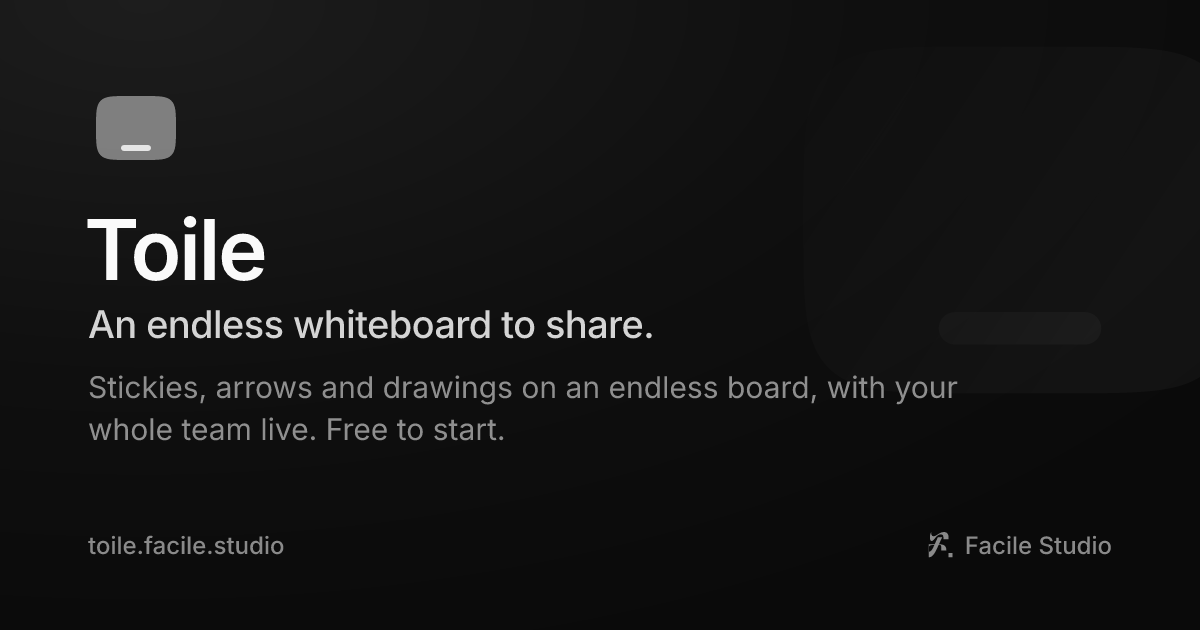 Toile
An endless whiteboard to share.
Stickies, arrows and drawings on an endless board, with your
whole team live. Free to start.
toile.facile.studio
Facile Studio